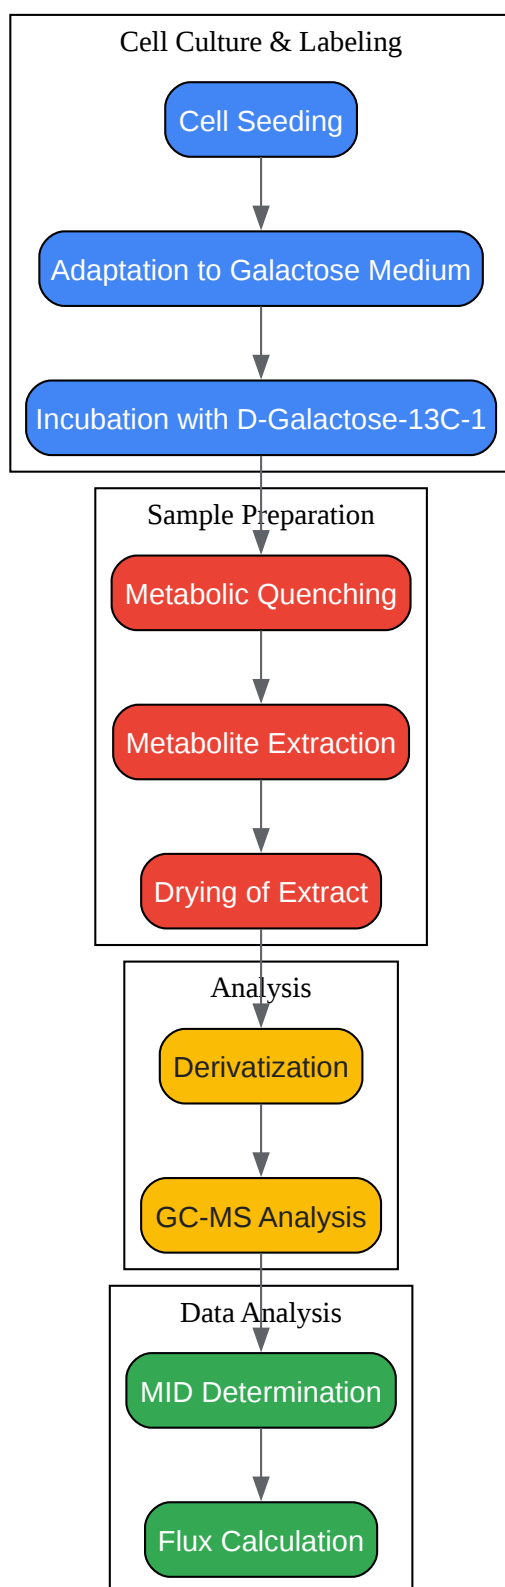 Cell Culture & Labeling
Cell Seeding
Adaptation to Galactose Medium
Incubation with D-Galactose-13C-1
Sample Preparation
Metabolic Quenching
Metabolite Extraction
Drying of Extract
Analysis
Derivatization
GC-MS Analysis
Data Analysis
MID Determination
Flux Calculation